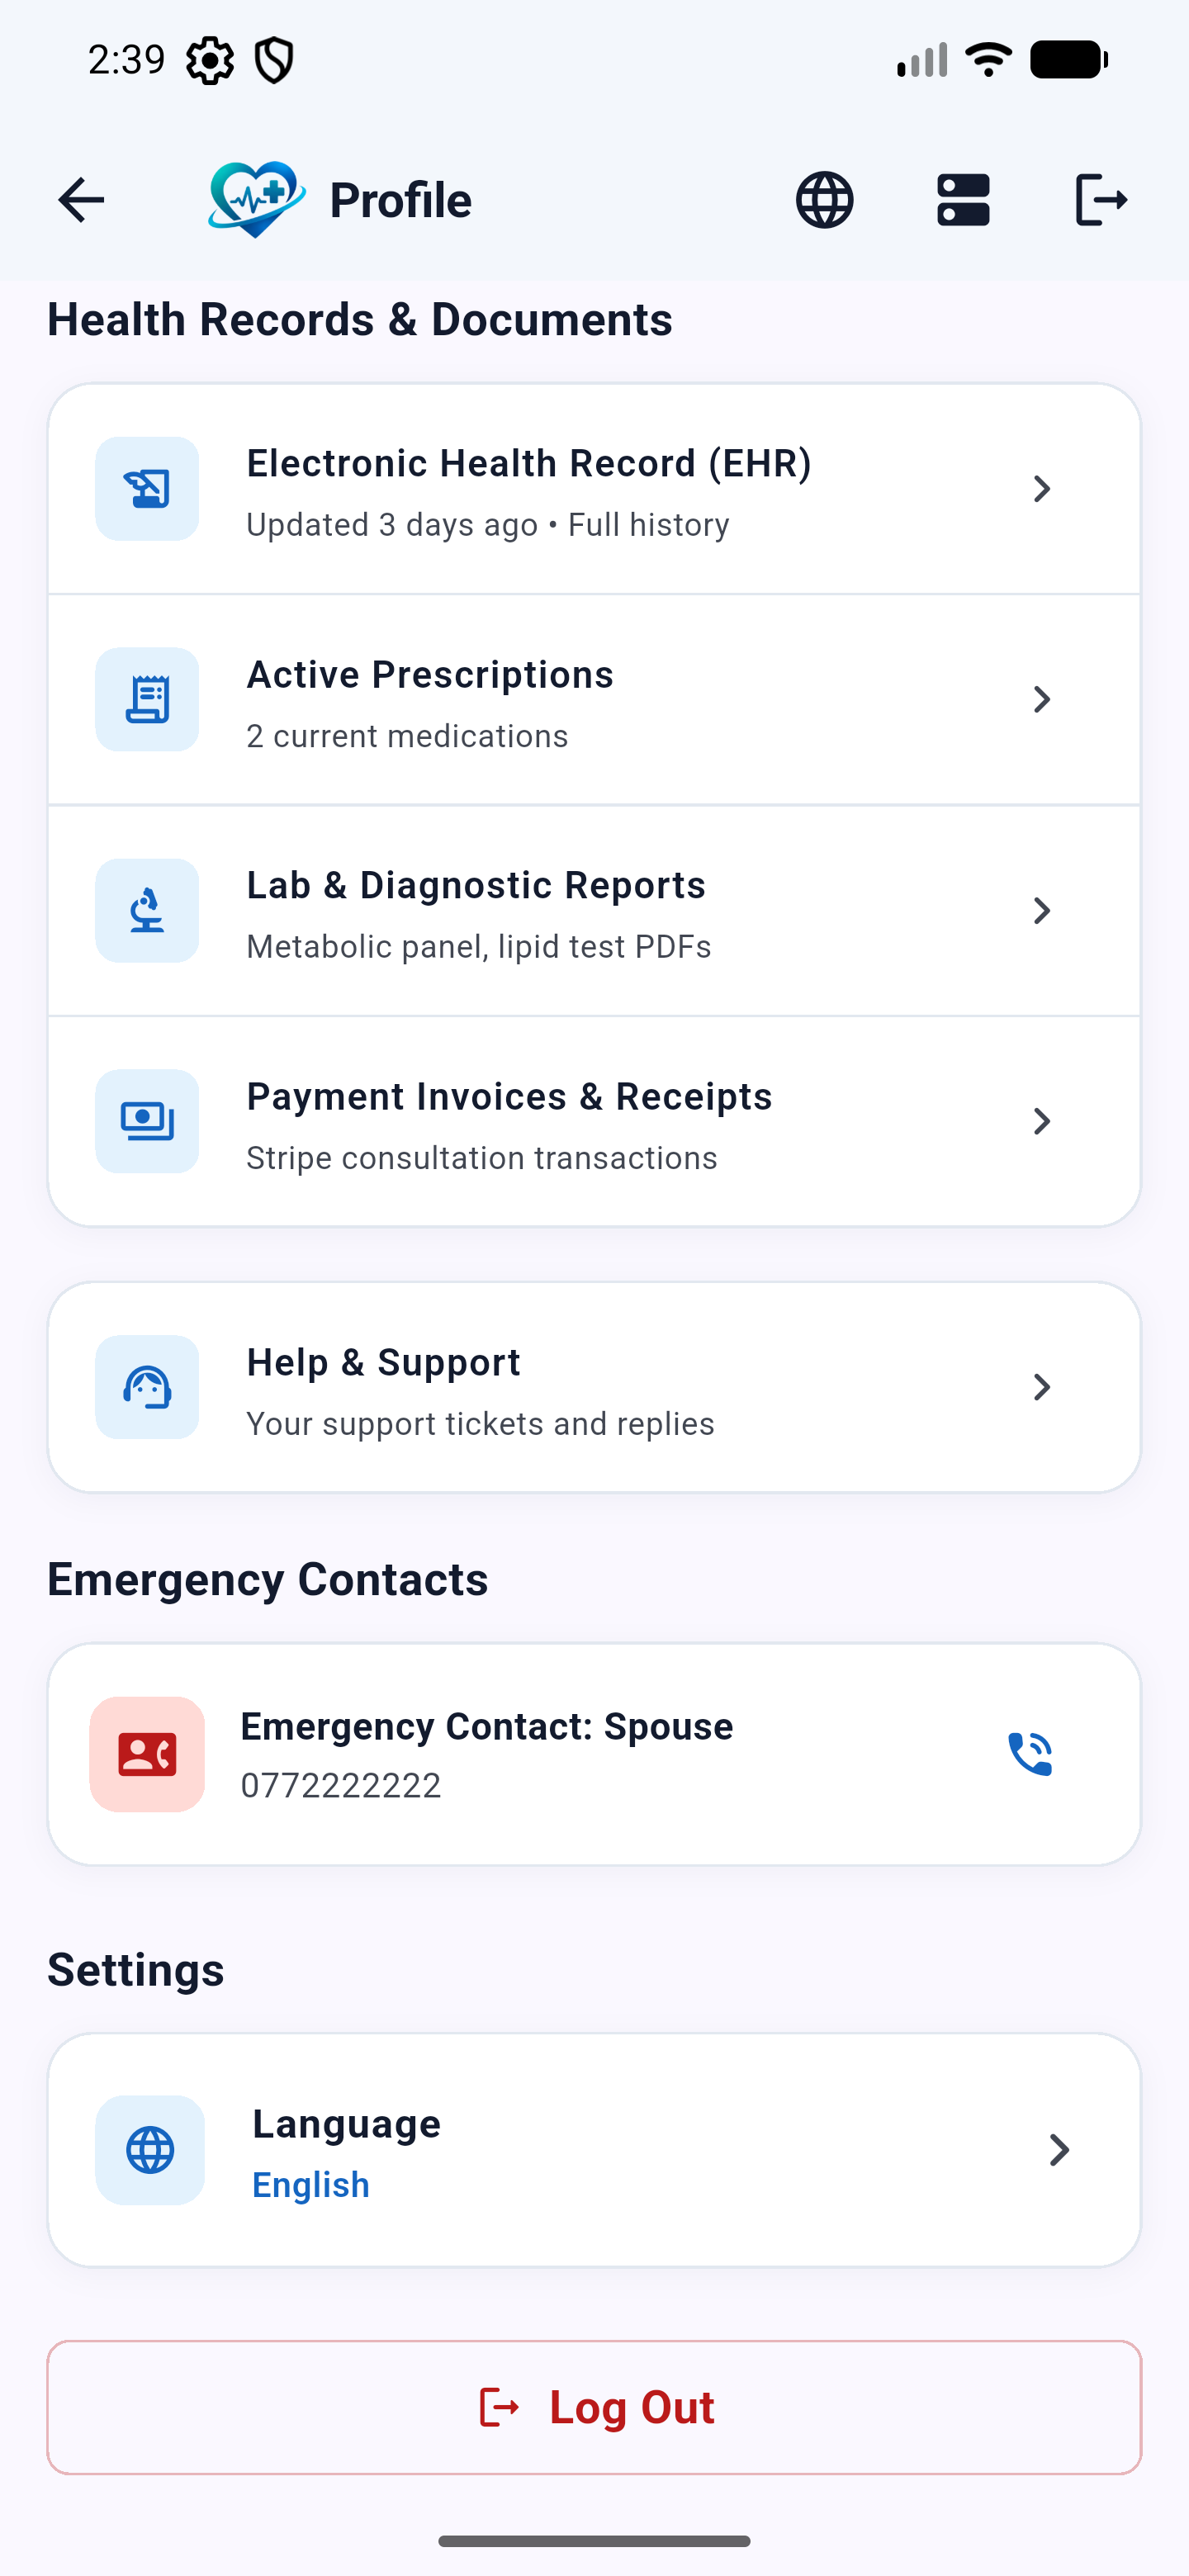 2:39
Profile
Health Records & Documents
Electronic Health Record (EHR)
Updated 3 days ago • Full history
Active Prescriptions
2 current medications
Lab & Diagnostic Reports
Metabolic panel, lipid test PDFs
Payment Invoices & Receipts
Stripe consultation transactions
Help & Support
Your support tickets and replies
Emergency Contacts
Emergency Contact: Spouse
0772222222
Settings
Language
English
Log Out